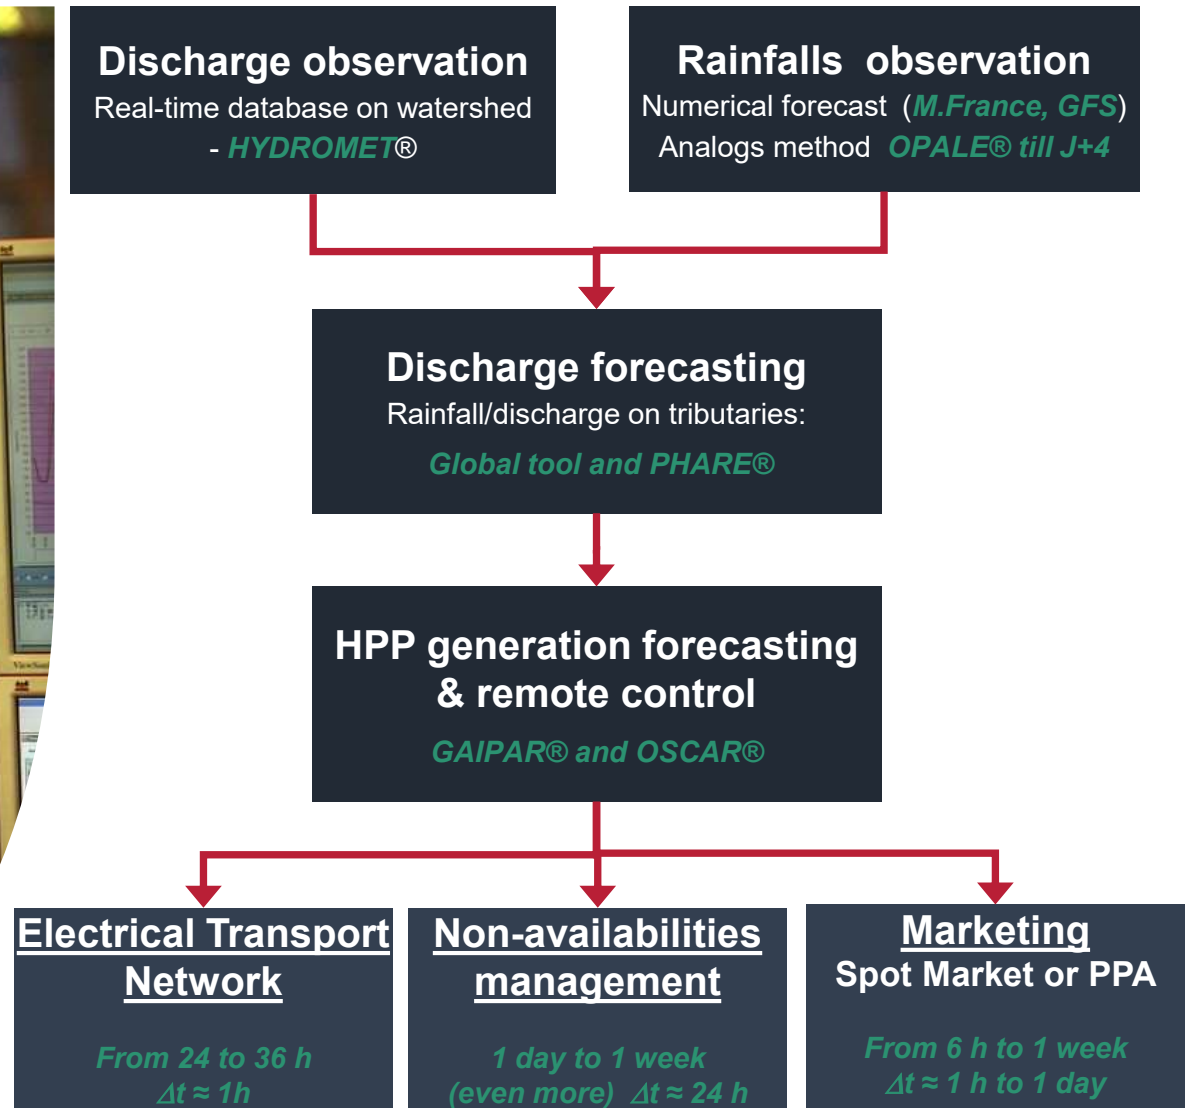 Discharge observation
Real-time database on watershed
- HYDROMET®
Rainfalls observation
Numerical forecast (M.France, GFS)
Analogs method OPALE® till J+4
Discharge forecasting
Rainfall/discharge on tributaries:
Global tool and PHARE®
HPP generation forecasting
& remote control
GAIPAR® and OSCAR®
Electrical Transport
Network
From 24 to 36 h
Δt ≈ 1h
Non-availabilities
management
1 day to 1 week
(even more) Δt ≈ 24 h
Marketing
Spot Market or PPA
From 6 h to 1 week
Δt ≈ 1 h to 1 day